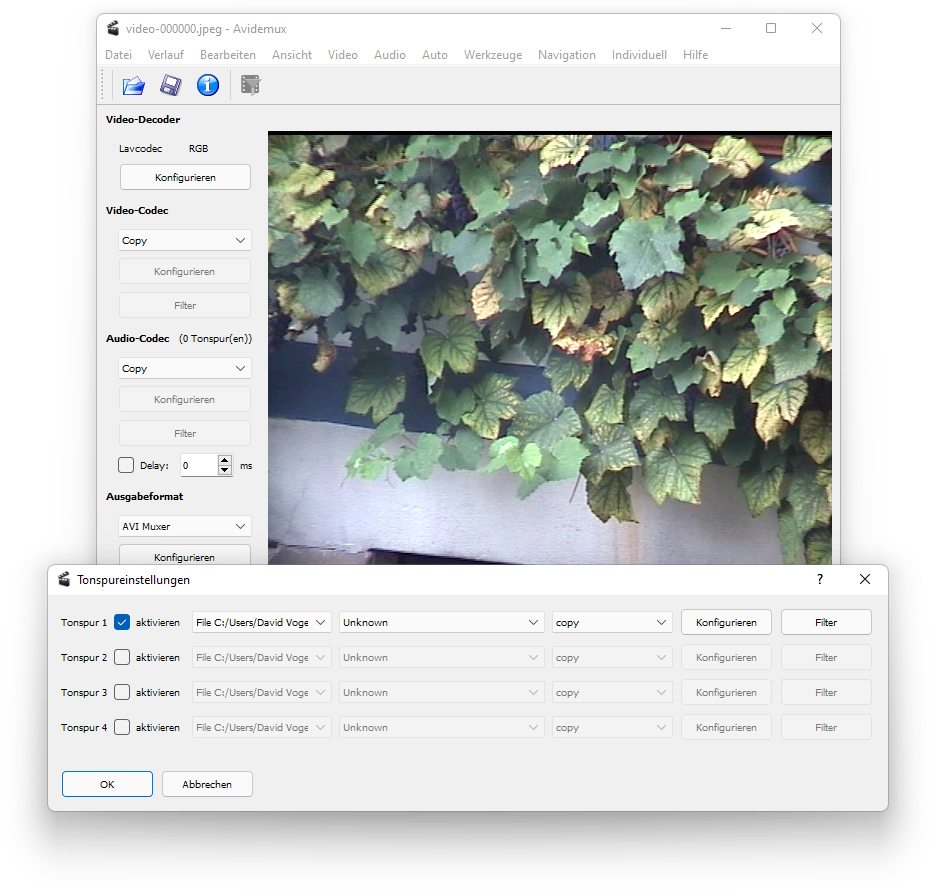 video-000000.jpeg - Avidemux
Datei Verlauf Bearbeiten Ansicht Video Audio Auto Werkzeuge Navigation Individuell Hilfe
Video-Decoder
Lavcodec RGB
Konfigurieren
Video-Codec
Copy
Konfigurieren
Filter
Audio-Codec (0 Tonspur(en))
Copy
Konfigurieren
Filter
Delay: 0 ms
Ausgabeformat
AVI Muxer
Konfigurieren
Tonspureinstellungen ?
Tonspur 1 aktivieren File C:/Users/David Voge Unknown copy Konfigurieren Filter
Tonspur 2 aktivieren File C:/Users/David Voge Unknown copy Konfigurieren Filter
Tonspur 3 aktivieren File C:/Users/David Voge Unknown copy Konfigurieren Filter
Tonspur 4 aktivieren File C:/Users/David Voge Unknown copy Konfigurieren Filter
OK Abbrechen